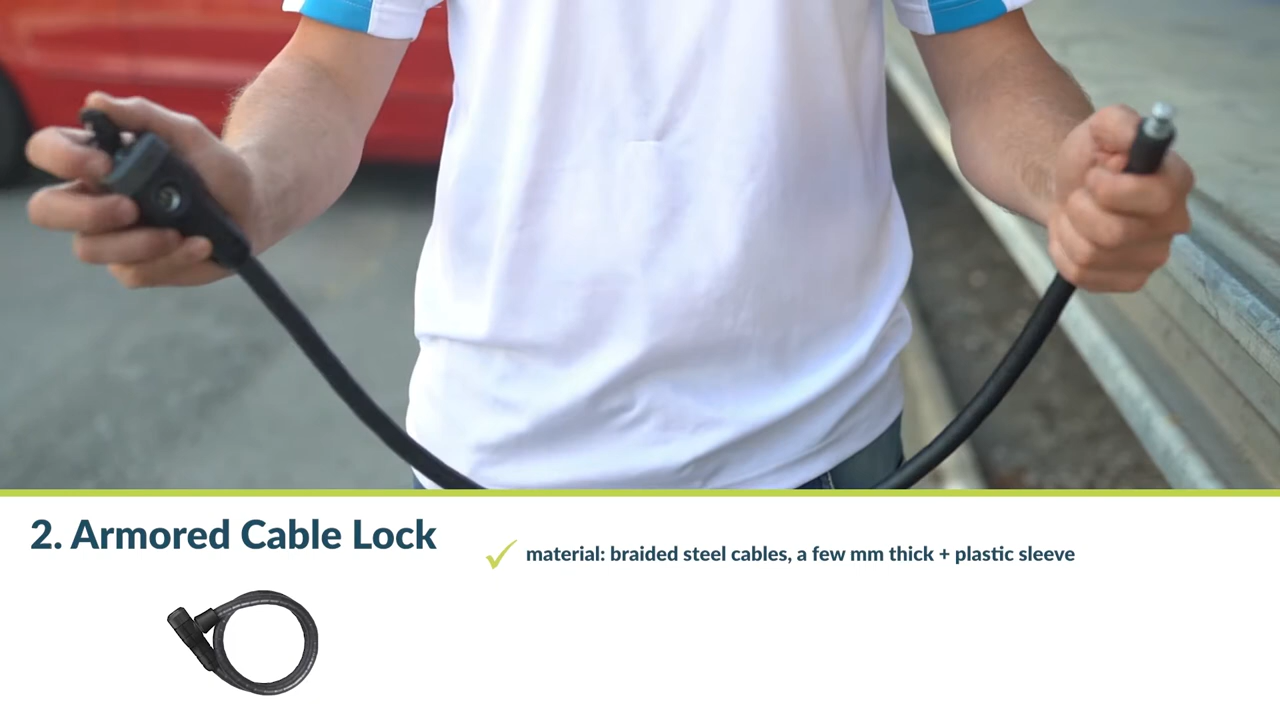 2. Armored Cable Lock
material: braided steel cables, a few mm thick + plastic sleeve